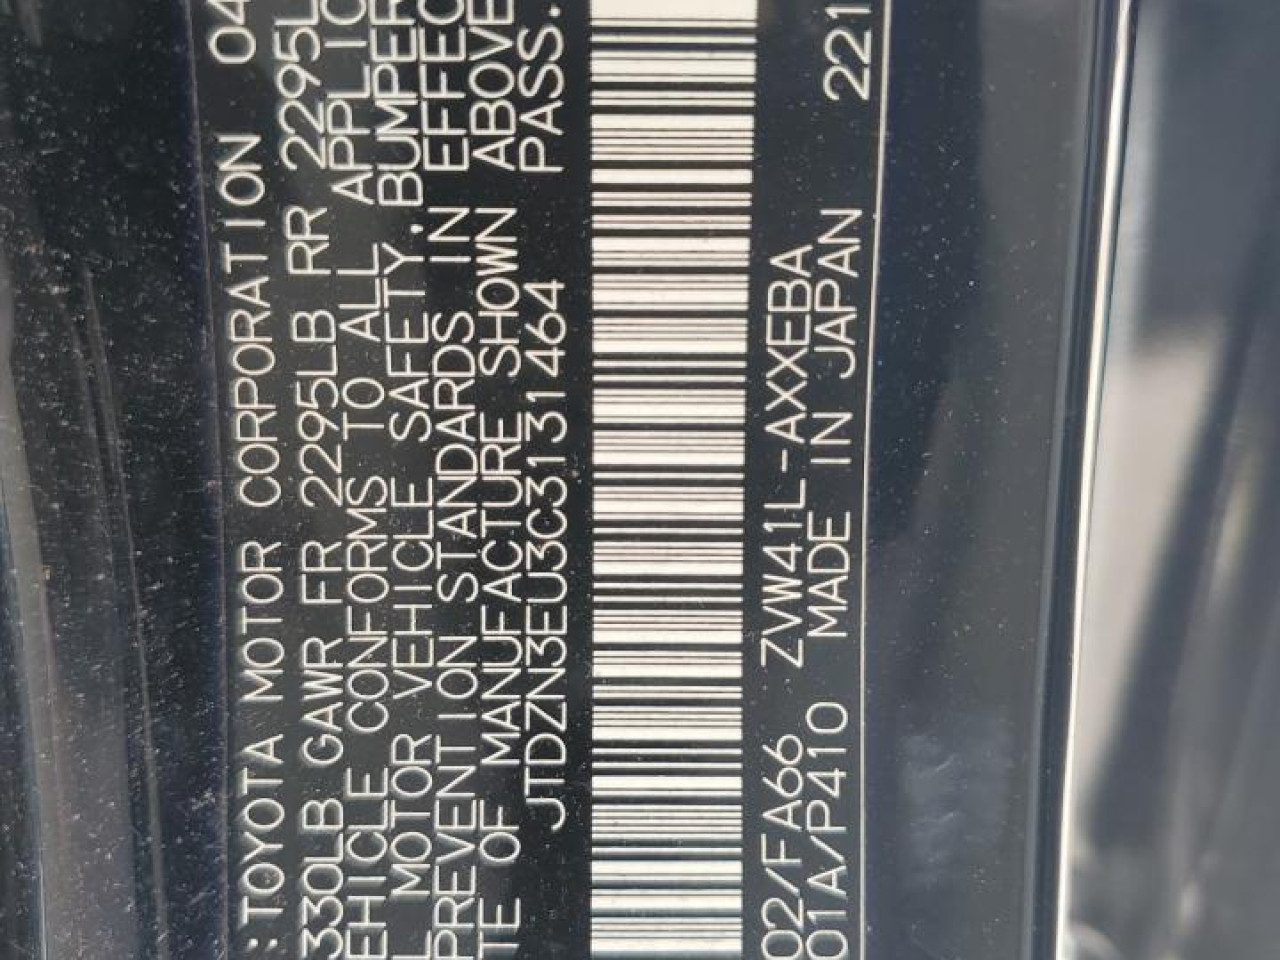 :TOYOTA MOTOR CORPORATION 04
330LB GAWR FR 2295LB RR 2295L
EHICLE CONFORMS TO ALL APPLIC
L MOTOR VEHICLE SAFETY, BUMPER
PREVENTION STANDARDS IN EFFEC
TE OF MANUFACTURE SHOWN ABOVE
JTDZN3EU3C3131464 PASS.
02/FA66 ZVW41L-AXXEBA
01A/P410 MADE IN JAPAN 221